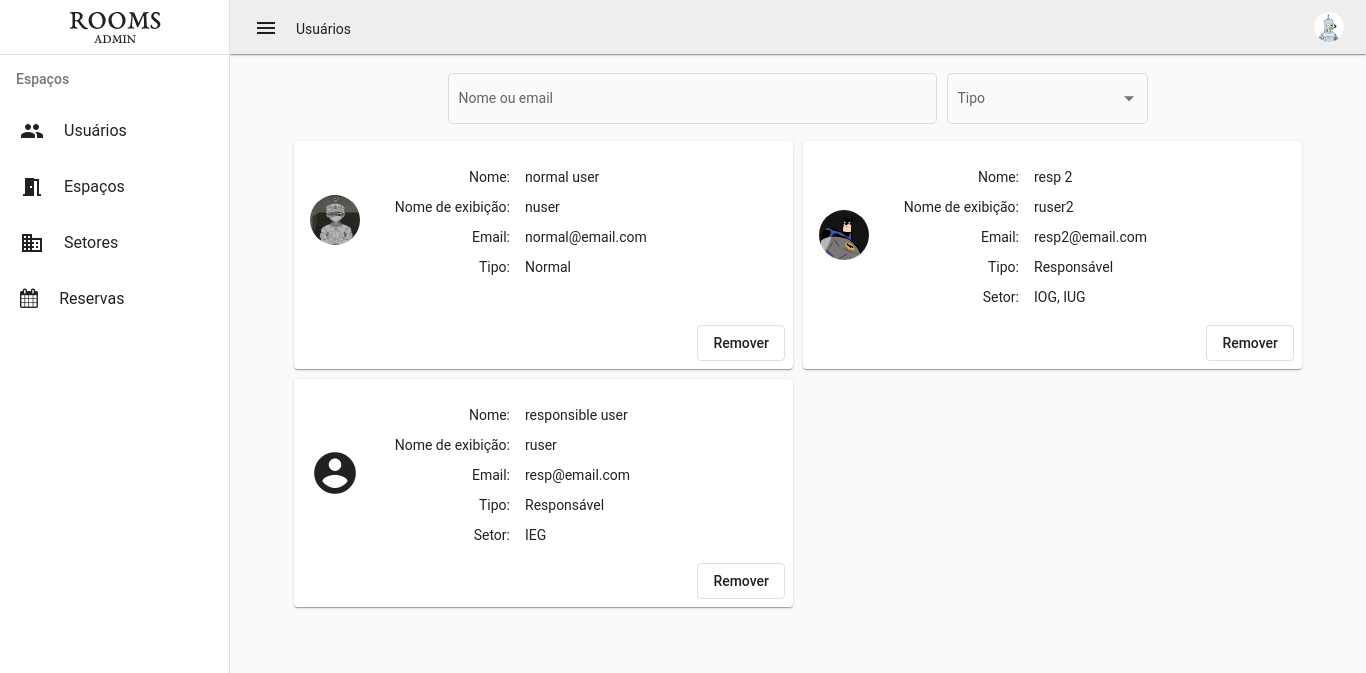 ROOMS
ADMIN
Espaços
Usuários
Espaços
Setores
Reservas
Usuários
Nome ou email
Tipo
Nome: normal user
Nome de exibição: nuser
Email: normal@email.com
Tipo: Normal
Remover
Nome: resp 2
Nome de exibição: ruser2
Email: resp2@email.com
Tipo: Responsável
Setor: IOG, IUG
Remover
Nome: responsible user
Nome de exibição: ruser
Email: resp@email.com
Tipo: Responsável
Setor: IEG
Remover